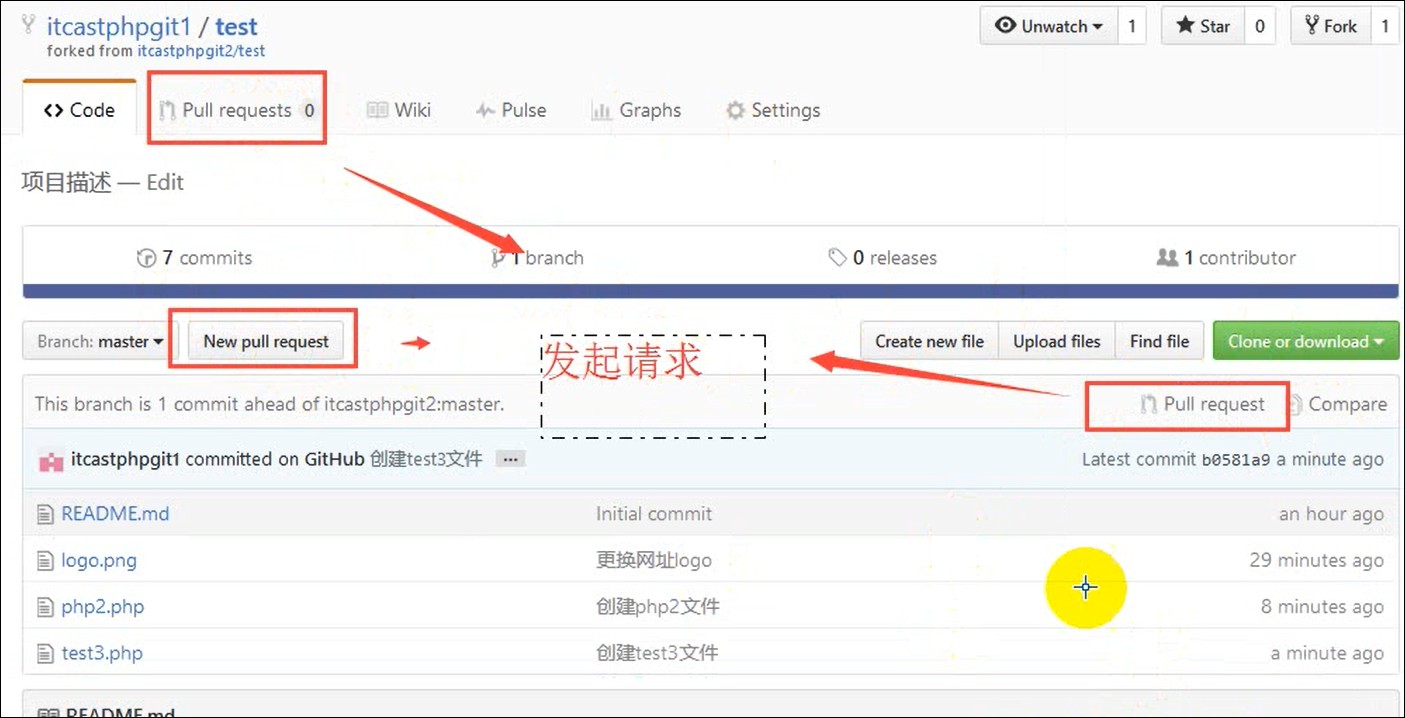 itcastphpgit1 / test
forked from itcastphpgit2/test
Unwatch 1 Star 0 Fork 1
Code Pull requests 0 Wiki Pulse Graphs Settings
项目描述 — Edit
7 commits 1 branch 0 releases 1 contributor
Branch: master New pull request Create new file Upload files Find file Clone or download
发起请求
This branch is 1 commit ahead of itcastphpgit2:master. Pull request Compare
itcastphpgit1 committed on GitHub 创建test3文件 ... Latest commit b0581a9 a minute ago
README.md Initial commit an hour ago
logo.png 更换网址logo 29 minutes ago
php2.php 创建php2文件 8 minutes ago
test3.php 创建test3文件 a minute ago
README.md